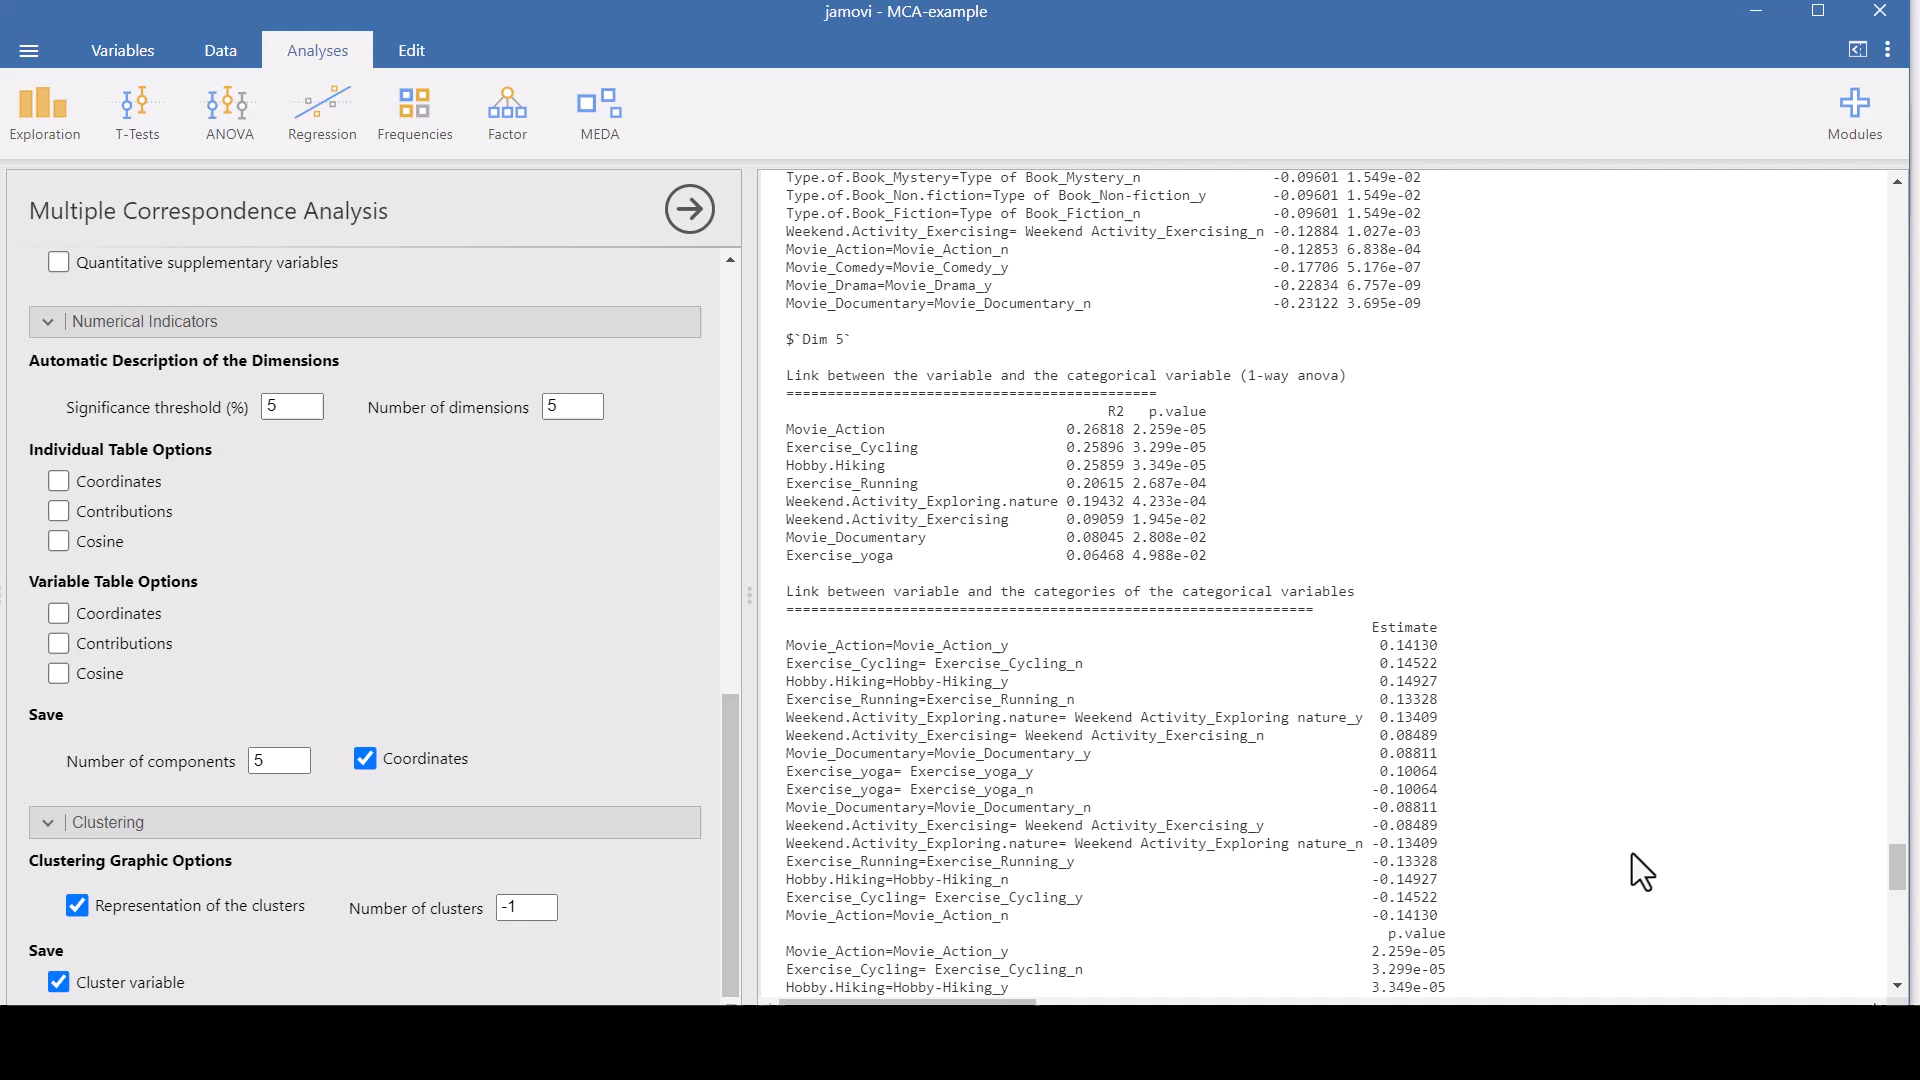 jamovi - MCA-example
Variables Data Analyses Edit
Exploration T-Tests ANOVA Regression Frequencies Factor MEDA Modules
Multiple Correspondence Analysis
Quantitative supplementary variables
Numerical Indicators
Automatic Description of the Dimensions
Significance threshold (%) 5 Number of dimensions 5
Individual Table Options
Coordinates
Contributions
Cosine
Variable Table Options
Coordinates
Contributions
Cosine
Save
Number of components 5 Coordinates
Clustering
Clustering Graphic Options
Representation of the clusters Number of clusters -1
Save
Cluster variable
Type.of.Book_Mystery=Type of Book_Mystery_n -0.09601 1.549e-02
Type.of.Book_Non.fiction=Type of Book_Non-fiction_y -0.09601 1.549e-02
Type.of.Book_Fiction=Type of Book_Fiction_n -0.09601 1.549e-02
Weekend.Activity_Exercising= Weekend Activity_Exercising_n -0.12884 1.027e-03
Movie_Action=Movie_Action_n -0.12853 6.838e-04
Movie_Comedy=Movie_Comedy_y -0.17706 5.176e-07
Movie_Drama=Movie_Drama_y -0.22834 6.757e-09
Movie_Documentary=Movie_Documentary_n -0.23122 3.695e-09
$`Dim 5`
Link between the variable and the categorical variable (1-way anova)
=============================================
R2 p.value
Movie_Action 0.26818 2.259e-05
Exercise_Cycling 0.25896 3.299e-05
Hobby.Hiking 0.25859 3.349e-05
Exercise_Running 0.20615 2.687e-04
Weekend.Activity_Exploring.nature 0.19432 4.233e-04
Weekend.Activity_Exercising 0.09059 1.945e-02
Movie_Documentary 0.08045 2.808e-02
Exercise_yoga 0.06468 4.988e-02
Link between variable and the categories of the categorical variables
================================================================
Estimate
Movie_Action=Movie_Action_y 0.14130
Exercise_Cycling= Exercise_Cycling_n 0.14522
Hobby.Hiking=Hobby-Hiking_y 0.14927
Exercise_Running=Exercise_Running_n 0.13328
Weekend.Activity_Exploring.nature= Weekend Activity_Exploring nature_y 0.13409
Weekend.Activity_Exercising= Weekend Activity_Exercising_n 0.08489
Movie_Documentary=Movie_Documentary_y 0.08811
Exercise_yoga= Exercise_yoga_y 0.10064
Exercise_yoga= Exercise_yoga_n -0.10064
Movie_Documentary=Movie_Documentary_n -0.08811
Weekend.Activity_Exercising= Weekend Activity_Exercising_y -0.08489
Weekend.Activity_Exploring.nature= Weekend Activity_Exploring nature_n -0.13409
Exercise_Running=Exercise_Running_y -0.13328
Hobby.Hiking=Hobby-Hiking_n -0.14927
Exercise_Cycling= Exercise_Cycling_y -0.14522
Movie_Action=Movie_Action_n -0.14130
p.value
Movie_Action=Movie_Action_y 2.259e-05
Exercise_Cycling= Exercise_Cycling_n 3.299e-05
Hobby.Hiking=Hobby-Hiking_y 3.349e-05